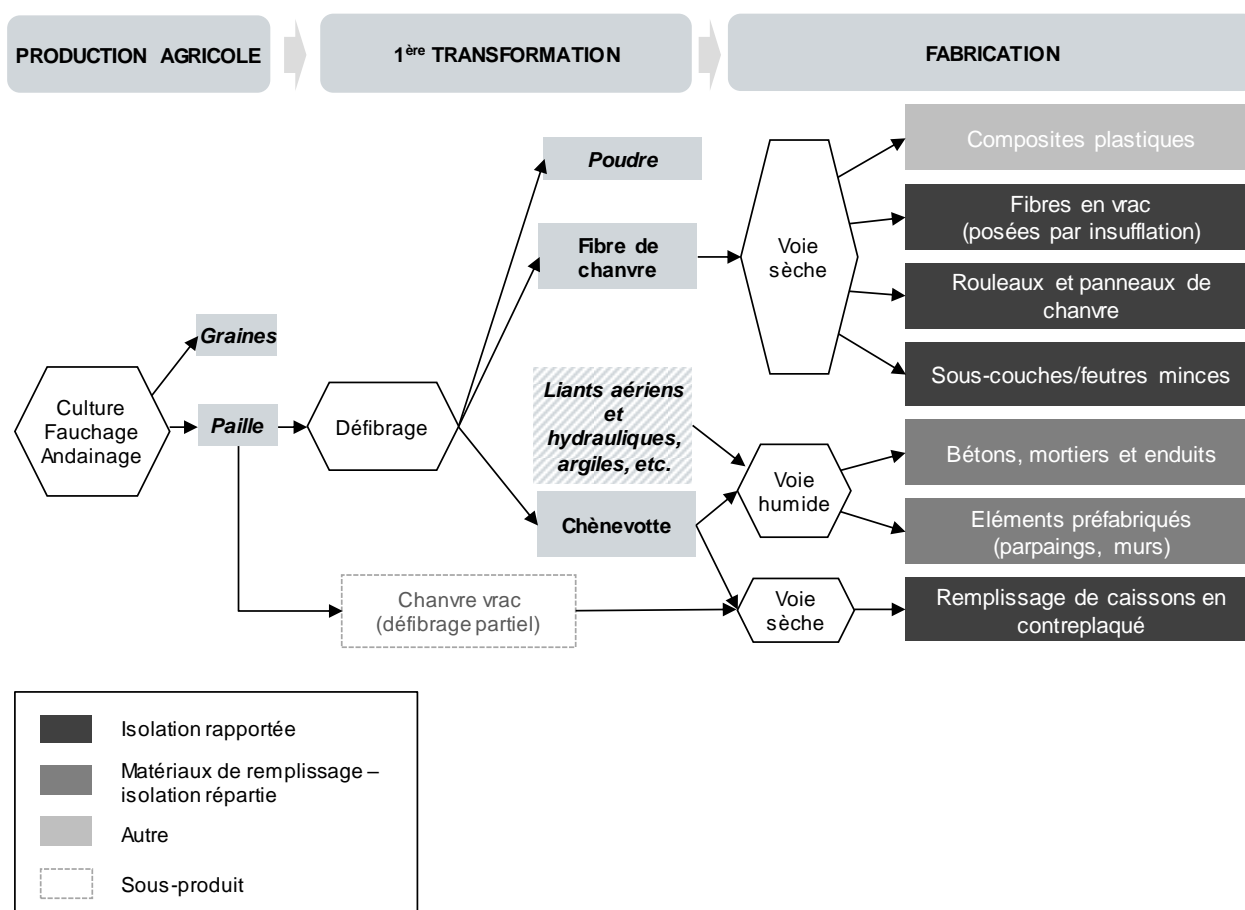 PRODUCTION AGRICOLE
1ère TRANSFORMATION
FABRICATION
Poudre
Fibre de
chanvre
Voie
sèche
Composites plastiques
Fibres en vrac
(posées par insufflation)
Rouleaux et panneaux de
chanvre
Sous-couches/feutres minces
Graines
Culture
Fauchage
Andainage
Paille
Défibrage
Liants aériens
et
hydrauliques,
argiles, etc.
Chènevotte
Voie
humide
Bétons, mortiers et enduits
Eléments préfabriqués
(parpaings, murs)
Chanvre vrac
(défibrage partiel)
Voie
sèche
Remplissage de caissons en
contreplaqué
Isolation rapportée
Matériaux de remplissage –
isolation répartie
Autre
Sous-produit